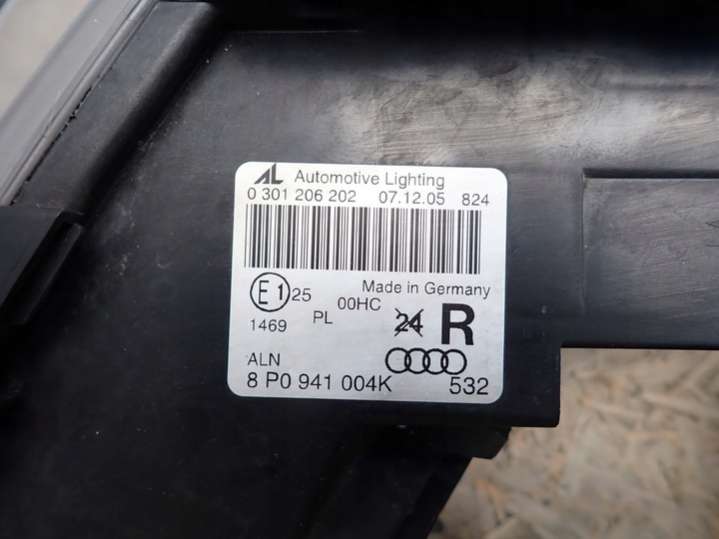 AL Automotive Lighting
0 301 206 202 07.12.05 824
Made in Germany
E1 25 00HC
1469 PL 24 R
ALN
8 P0 941 004K 532